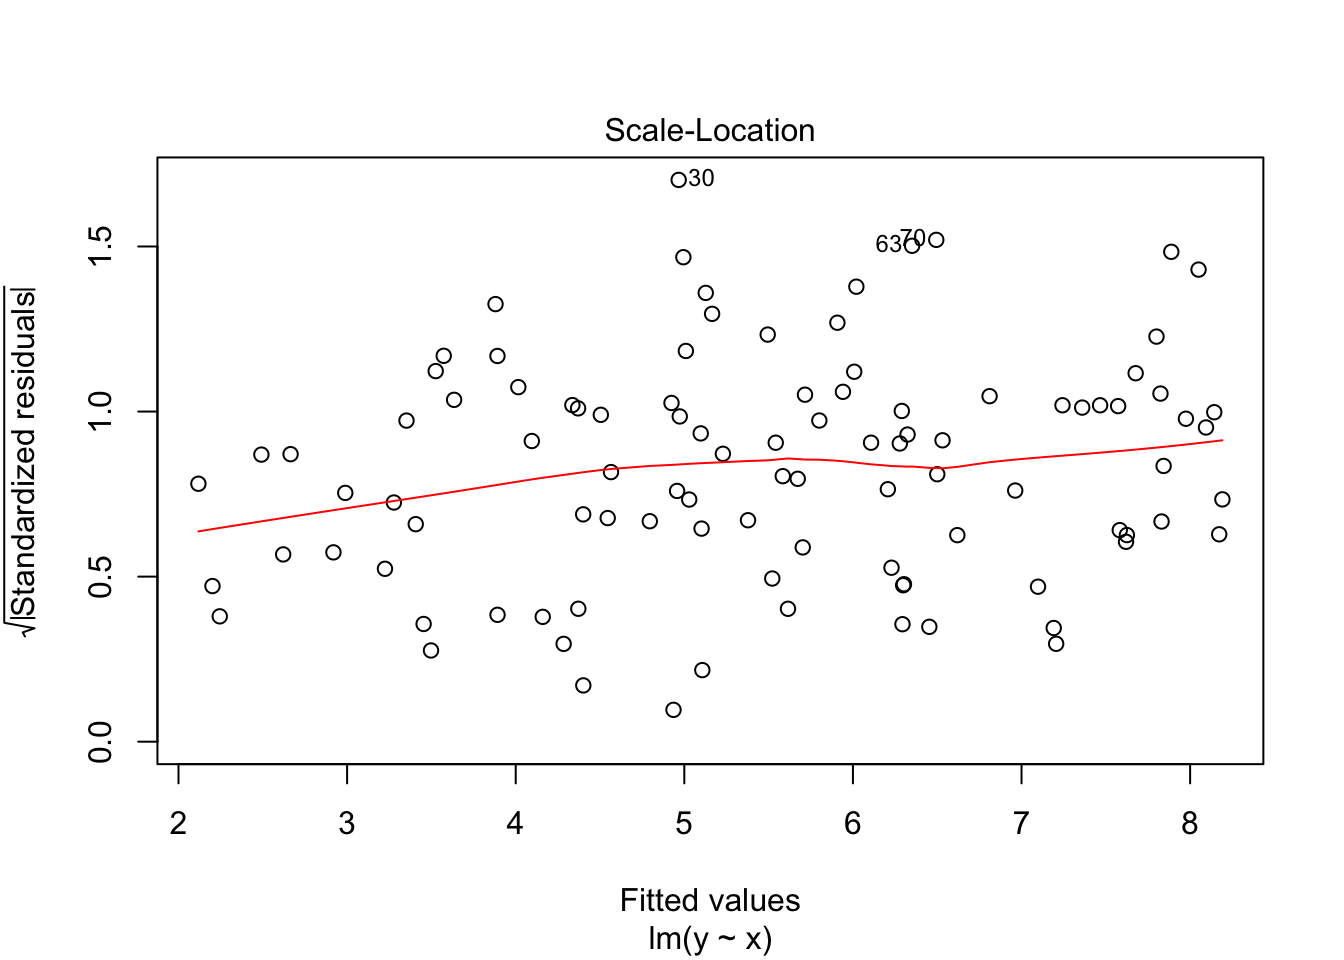 Scale-Location
√|Standardized residuals|
0.0 0.5 1.0 1.5
30
63 70
2 3 4 5 6 7 8
Fitted values
lm(y ~ x)